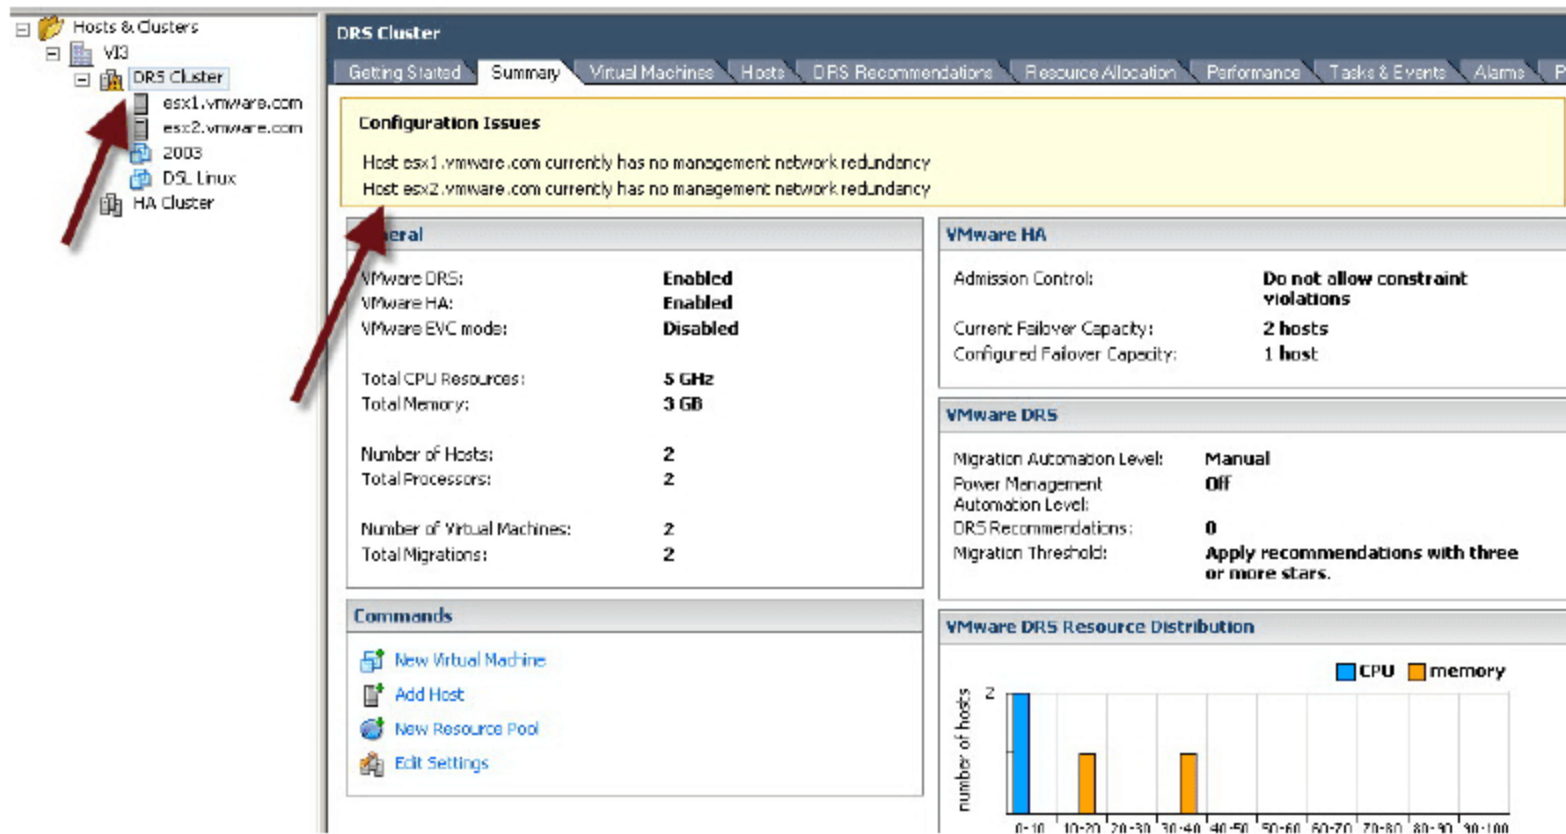 Hosts & Clusters
VI3
DRS Cluster
esx1.vmware.com
esx2.vmware.com
2003
DSL Linux
HA Cluster
DRS Cluster
Getting Started Summary Virtual Machines Hosts DRS Recommendations Resource Allocation Performance Tasks & Events Alarms P
Configuration Issues
Host esx1.vmware.com currently has no management network redundancy
Host esx2.vmware.com currently has no management network redundancy
eral
VMware DRS: Enabled
VMware HA: Enabled
VMware EVC mode: Disabled
Total CPU Resources: 5 GHz
Total Memory: 3 GB
Number of Hosts: 2
Total Processors: 2
Number of Virtual Machines: 2
Total Migrations: 2
Commands
New Virtual Machine
Add Host
New Resource Pool
Edit Settings
VMware HA
Admission Control: Do not allow constraint
violations
Current Failover Capacity: 2 hosts
Configured Failover Capacity: 1 host
VMware DRS
Migration Automation Level: Manual
Power Management Off
Automation Level:
DRS Recommendations: 0
Migration Threshold: Apply recommendations with three
or more stars.
VMware DRS Resource Distribution
CPU memory
number of hosts
2
0-10 10-20 20-30 30-40 40-50 50-60 60-70 70-80 80-90 90-100